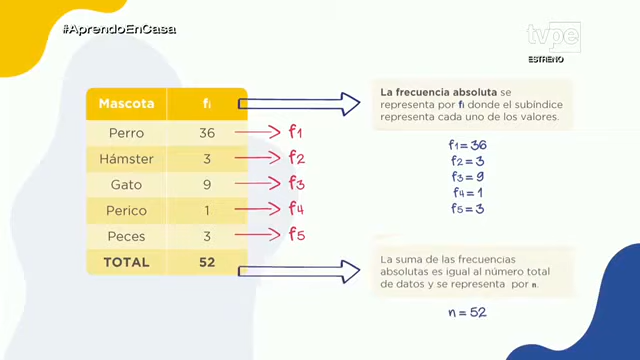 #AprendoEnCasa
tvpe
ESTRENO
Mascota fi
Perro 36 f1
Hámster 3 f2
Gato 9 f3
Perico 1 f4
Peces 3 f5
TOTAL 52
La frecuencia absoluta se
representa por fi donde el subíndice
representa cada uno de los valores.
f1 = 36
f2 = 3
f3 = 9
f4 = 1
f5 = 3
La suma de las frecuencias
absolutas es igual al número total
de datos y se representa por n.
n = 52